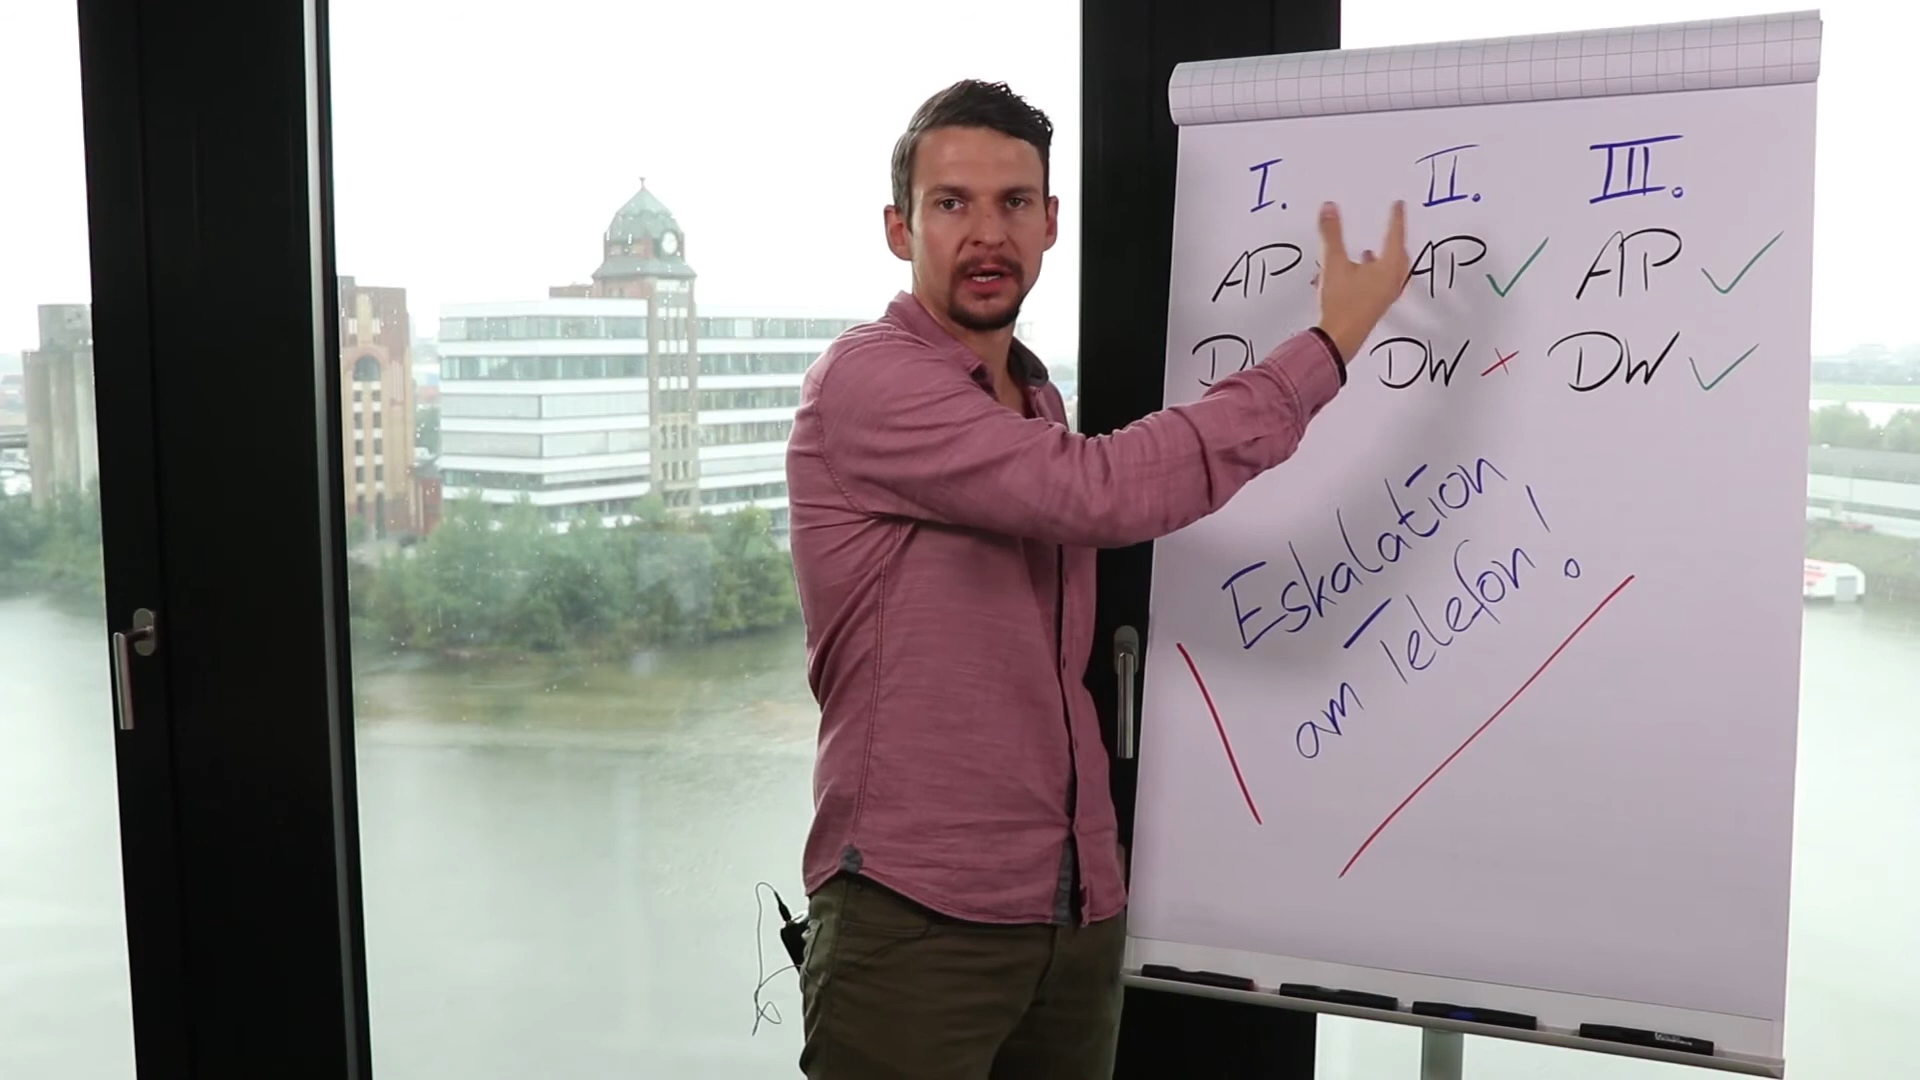 I. II. III.
AP AP ✓ AP ✓
DW × DW ✓
Eskalation
am Telefon!